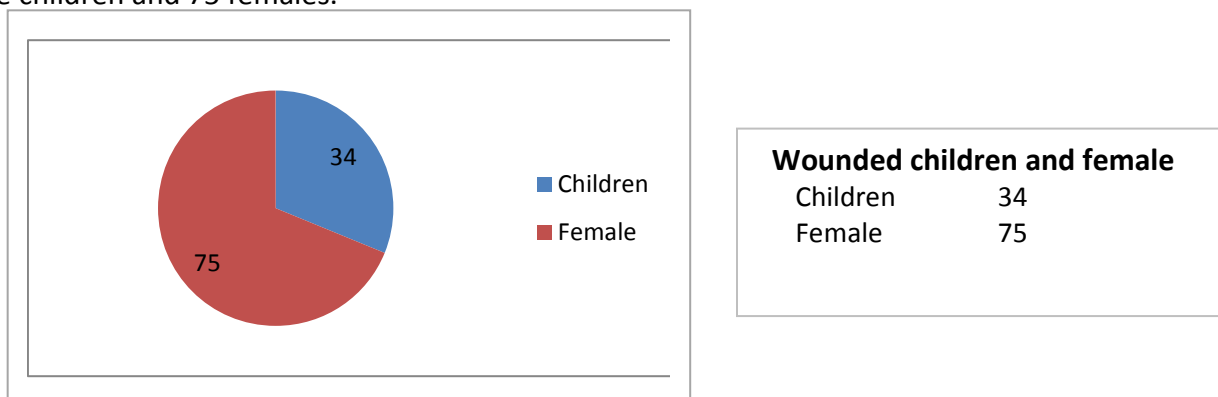 children and 75 females.
34
75
Children
Female
Wounded children and female
Children 34
Female 75